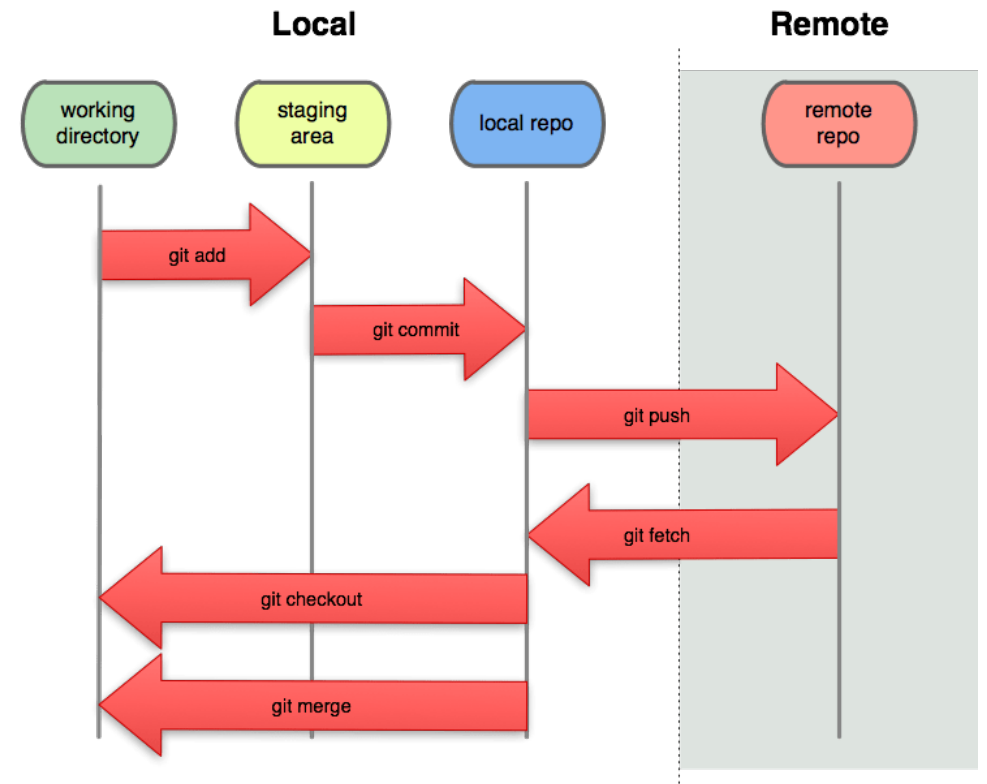 Local
Remote
working
directory
staging
area
local repo
remote
repo
git add
git commit
git push
git fetch
git checkout
git merge